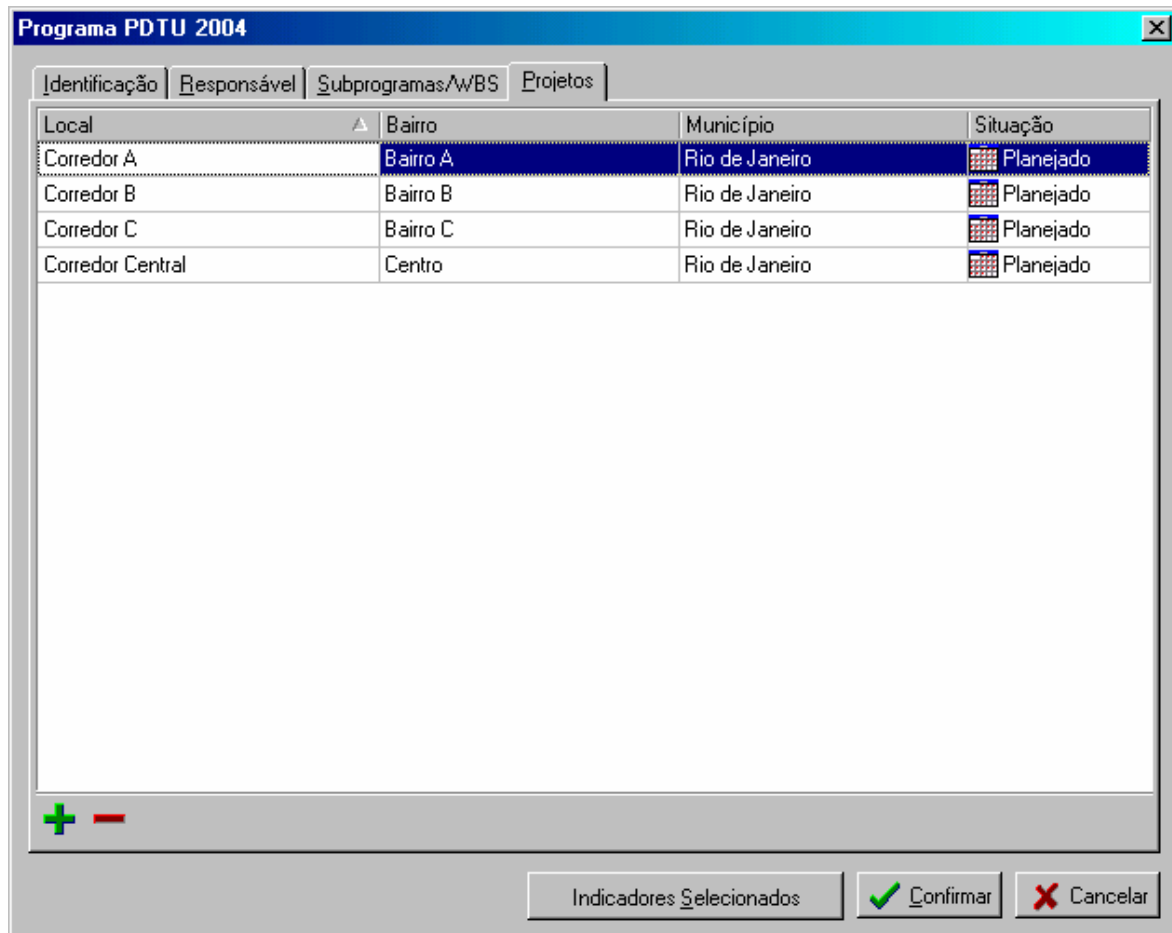 Programa PDTU 2004
Identificação Responsável Subprogramas/WBS Projetos
Local Bairro Município Situação
Corredor A Bairro A Rio de Janeiro Planejado
Corredor B Bairro B Rio de Janeiro Planejado
Corredor C Bairro C Rio de Janeiro Planejado
Corredor Central Centro Rio de Janeiro Planejado
Indicadores Selecionados Confirmar Cancelar